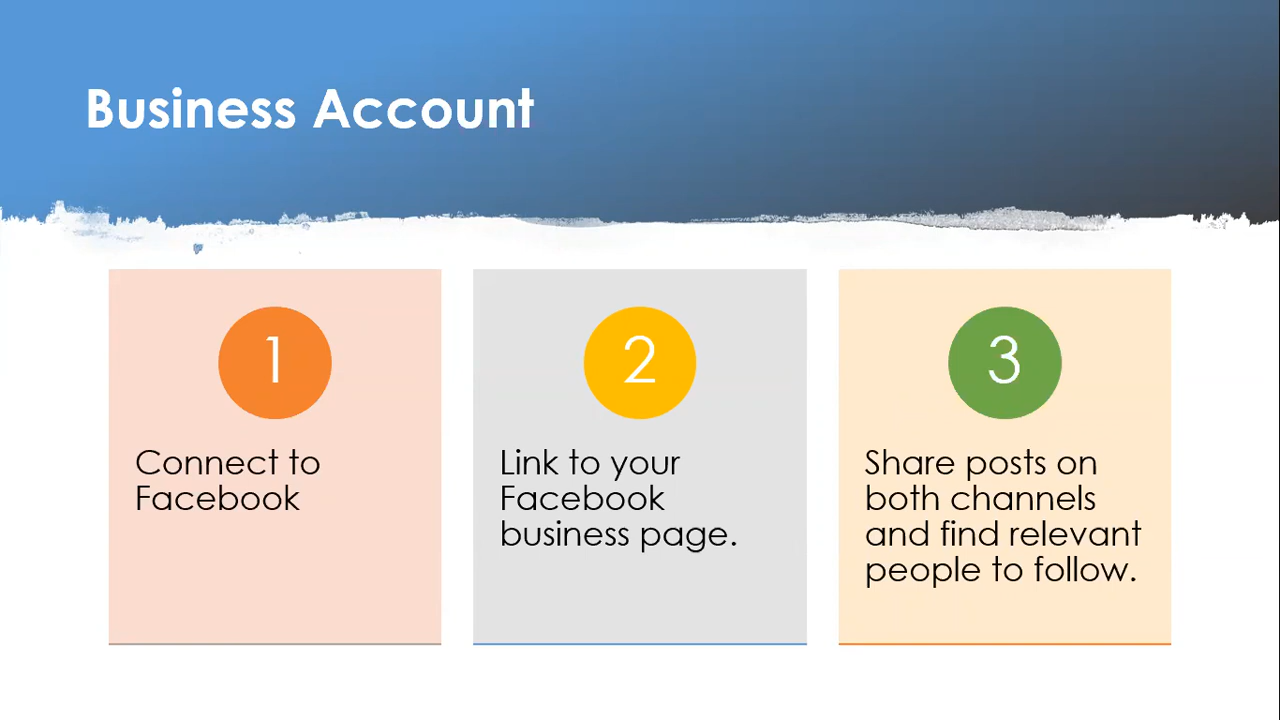 Business Account
1
Connect to
Facebook
2
Link to your
Facebook
business page.
3
Share posts on
both channels
and find relevant
people to follow.